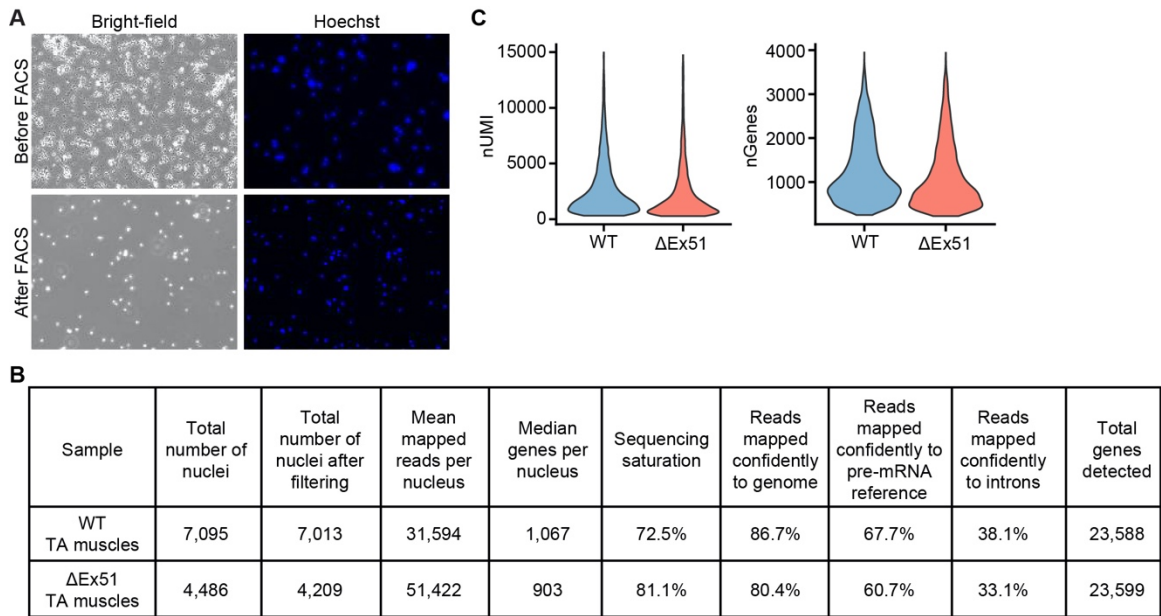 A
Bright-field
Hoechst
Before FACS
After FACS
C
nUMI
15000
10000
5000
0
WT
ΔEx51
nGenes
4000
3000
2000
1000
WT
ΔEx51
B
Sample
Total
number of
nuclei
Total
number of
nuclei after
filtering
Mean
mapped
reads per
nucleus
Median
genes per
nucleus
Sequencing
saturation
Reads
mapped
confidently
to genome
Reads
mapped
confidently to
pre-mRNA
reference
Reads
mapped
confidently
to introns
Total
genes
detected
WT
TA muscles
7,095
7,013
31,594
1,067
72.5%
86.7%
67.7%
38.1%
23,588
ΔEx51
TA muscles
4,486
4,209
51,422
903
81.1%
80.4%
60.7%
33.1%
23,599